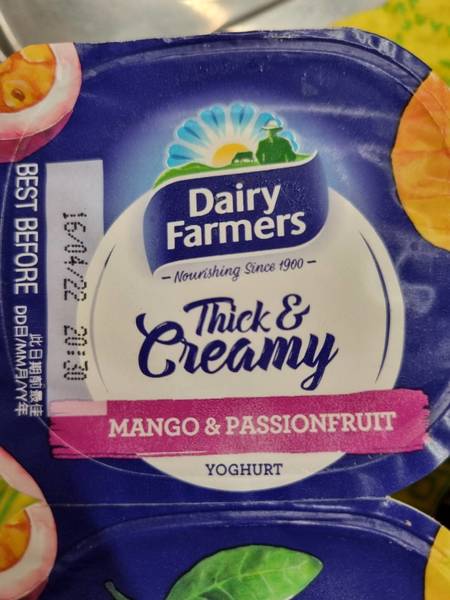 Dairy
Farmers
– Nourishing Since 1900 –
Thick &
Creamy
MANGO & PASSIONFRUIT
YOGHURT
BEST BEFORE
16/04/22 20:30
此日期前最佳
DD日/MM月/YY年